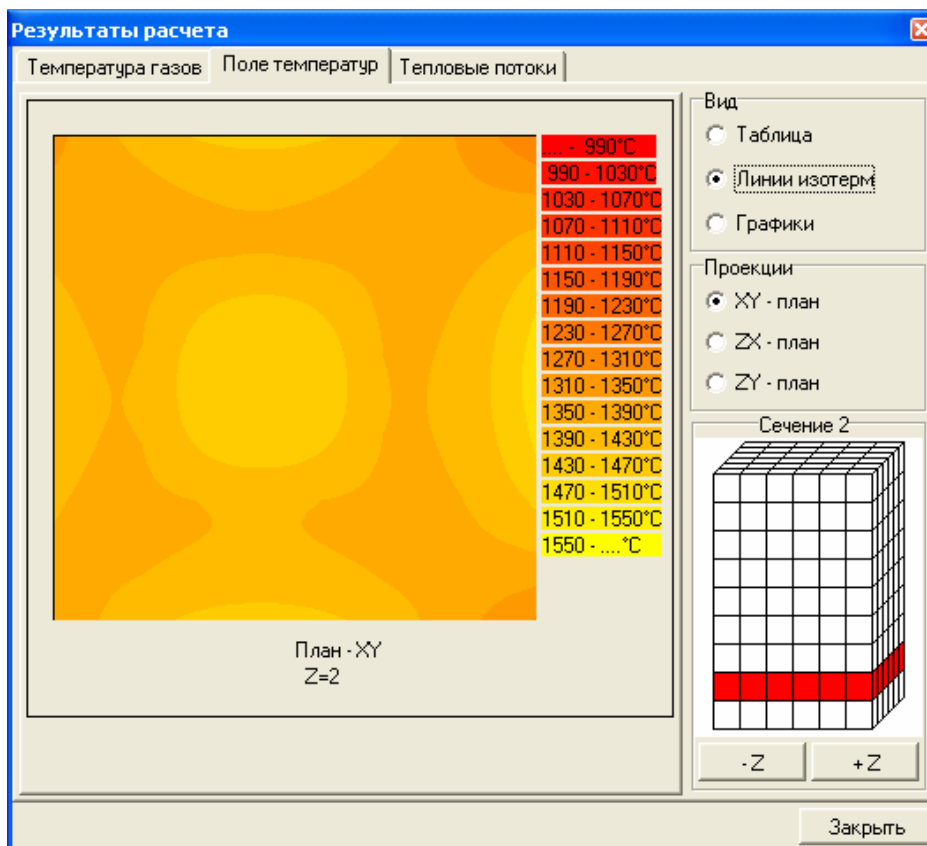 Результаты расчета
Температура газов
Поле температур
Тепловые потоки
.... - 990°C
990 - 1030°C
1030 - 1070°C
1070 - 1110°C
1110 - 1150°C
1150 - 1190°C
1190 - 1230°C
1230 - 1270°C
1270 - 1310°C
1310 - 1350°C
1350 - 1390°C
1390 - 1430°C
1430 - 1470°C
1470 - 1510°C
1510 - 1550°C
1550 - ....°C
План - XY
Z=2
Вид
Таблица
Линии изотерм
Графики
Проекции
XY - план
ZX - план
ZY - план
Сечение 2
- Z
+ Z
Закрыть